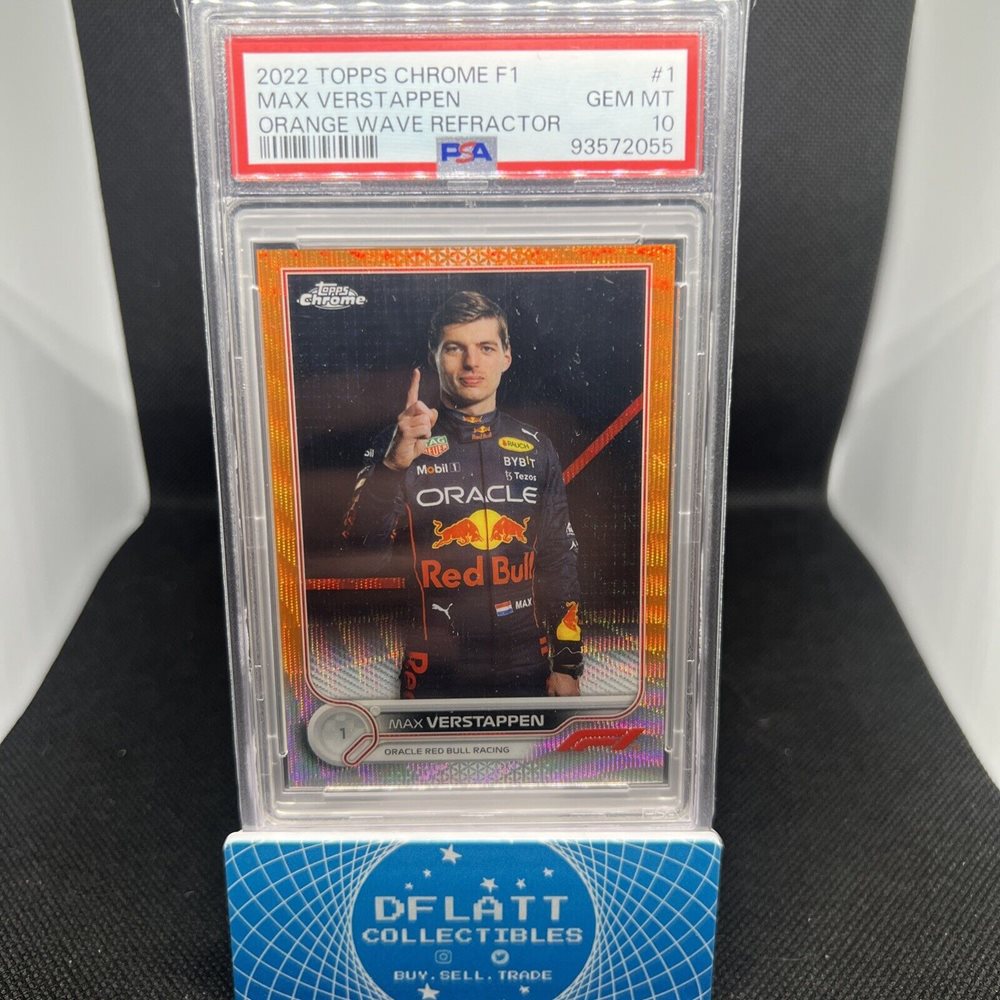 2022 TOPPS CHROME F1 #1
MAX VERSTAPPEN GEM MT
ORANGE WAVE REFRACTOR 10
PSA 93572055
Topps
Chrome
TAG
HEUER
RAUCH
Mobil 1
BYBIT
Tezos
ORACLE
Red Bull
MAX
1
MAX VERSTAPPEN
ORACLE RED BULL RACING
F1
DFLATT
COLLECTIBLES
BUY.SELL.TRADE